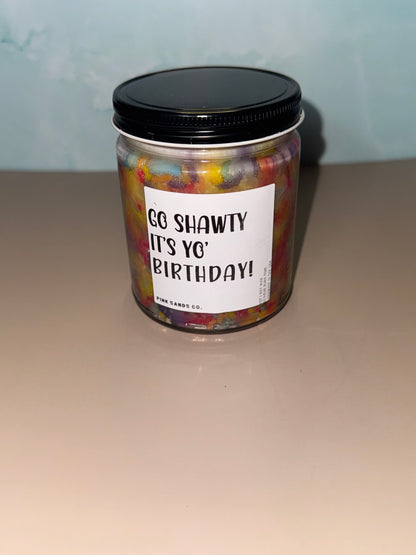 GO SHAWTY
IT'S YO'
BIRTHDAY!
PINK SANDS CO.